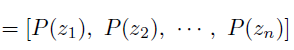 = [P(z₁), P(z₂), ⋯ , P(zₙ)]